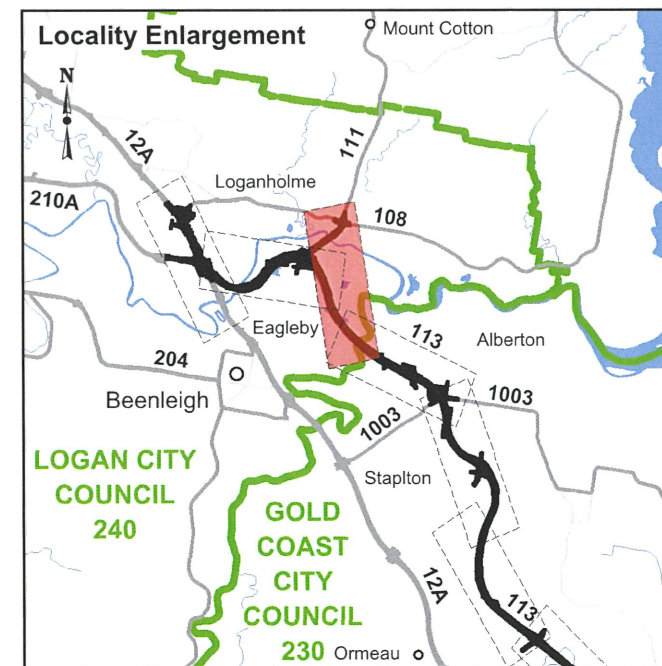 Locality Enlargement
Mount Cotton
N
12A
111
Loganholme
210A
108
Eagleby
113
Alberton
204
1003
Beenleigh
1003
LOGAN CITY
COUNCIL
240
Staplton
GOLD
COAST
CITY
COUNCIL
230
12A
113
Ormeau